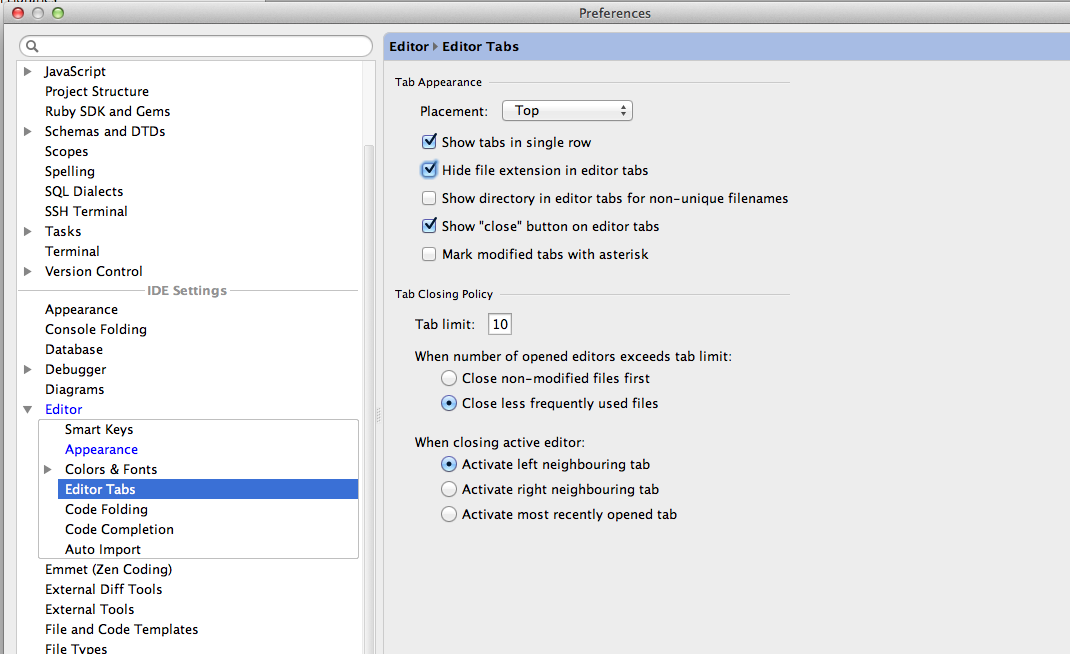 Preferences
JavaScript
Project Structure
Ruby SDK and Gems
Schemas and DTDs
Scopes
Spelling
SQL Dialects
SSH Terminal
Tasks
Terminal
Version Control
IDE Settings
Appearance
Console Folding
Database
Debugger
Diagrams
Editor
Smart Keys
Appearance
Colors & Fonts
Editor Tabs
Code Folding
Code Completion
Auto Import
Emmet (Zen Coding)
External Diff Tools
External Tools
File and Code Templates
File Types
Editor Editor Tabs
Tab Appearance
Placement: Top
Show tabs in single row
Hide file extension in editor tabs
Show directory in editor tabs for non-unique filenames
Show "close" button on editor tabs
Mark modified tabs with asterisk
Tab Closing Policy
Tab limit: 10
When number of opened editors exceeds tab limit:
Close non-modified files first
Close less frequently used files
When closing active editor:
Activate left neighbouring tab
Activate right neighbouring tab
Activate most recently opened tab